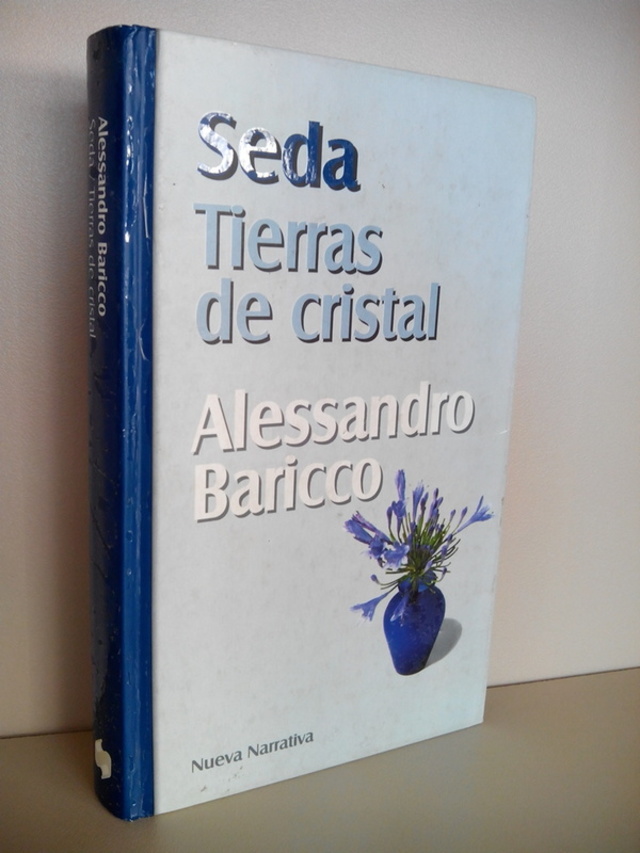 Seda
Tierras
de cristal
Alessandro
Baricco
Nueva Narrativa
Alessandro Baricco
Seda / Tierras de cristal